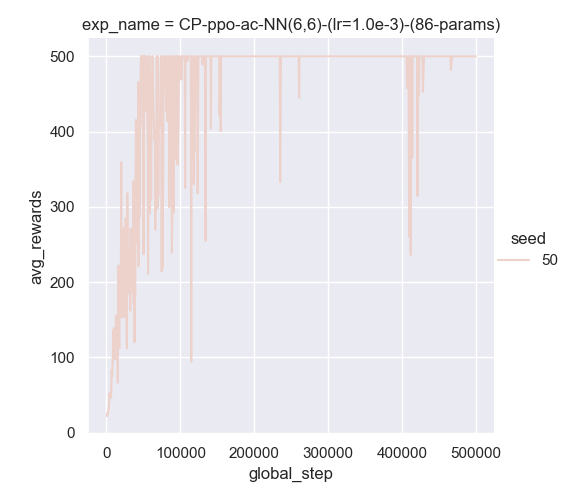 exp_name = CP-ppo-ac-NN(6,6)-(lr=1.0e-3)-(86-params)
500
400
300
200
100
0
avg_rewards
0 100000 200000 300000 400000 500000
global_step
seed
50